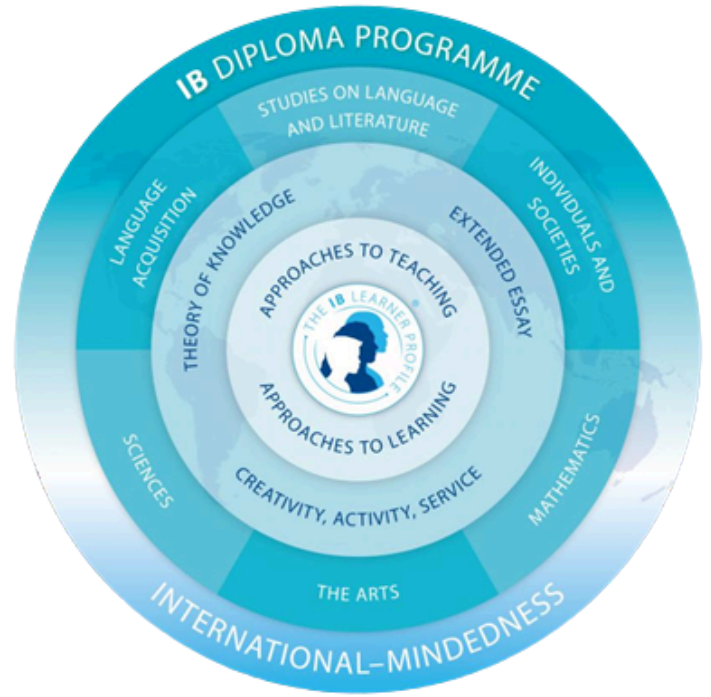 IB DIPLOMA PROGRAMME
STUDIES ON LANGUAGE
AND LITERATURE
LANGUAGE
ACQUISITION
INDIVIDUALS AND
SOCIETIES
THEORY OF KNOWLEDGE
EXTENDED ESSAY
APPROACHES TO TEACHING
THE IB LEARNER PROFILE
®
APPROACHES TO LEARNING
CREATIVITY, ACTIVITY, SERVICE
SCIENCES
MATHEMATICS
THE ARTS
INTERNATIONAL–MINDEDNESS